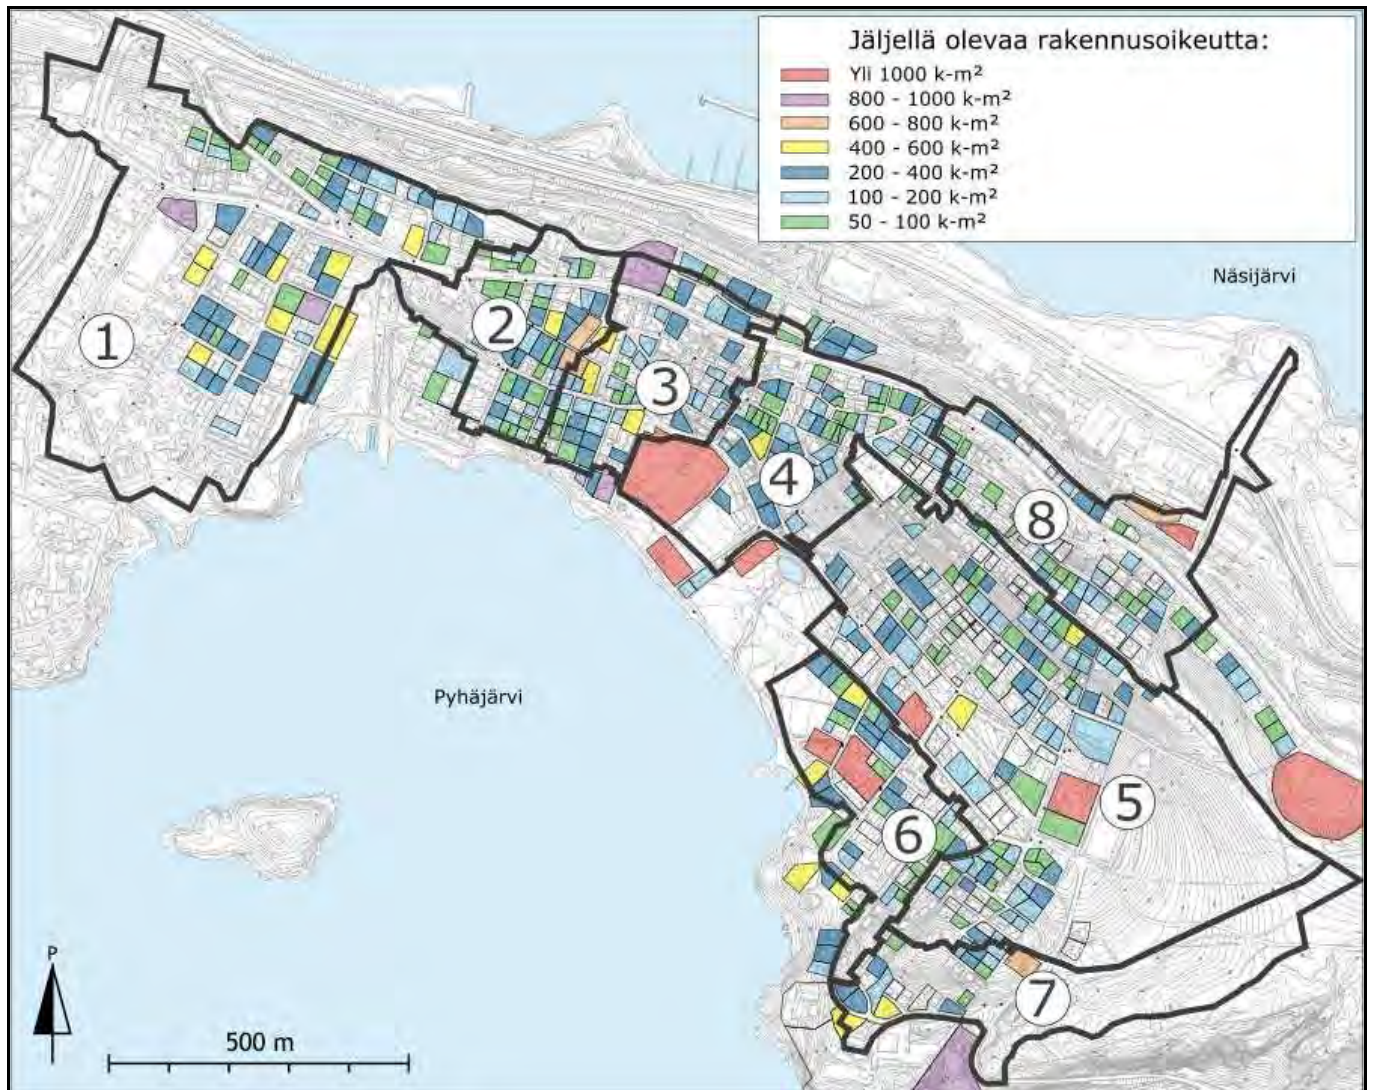 Jäljellä olevaa rakennusoikeutta:
Yli 1000 k-m²
800 - 1000 k-m²
600 - 800 k-m²
400 - 600 k-m²
200 - 400 k-m²
100 - 200 k-m²
50 - 100 k-m²
Näsijärvi
1
2
3
4
8
Pyhäjärvi
5
6
7
P
500 m